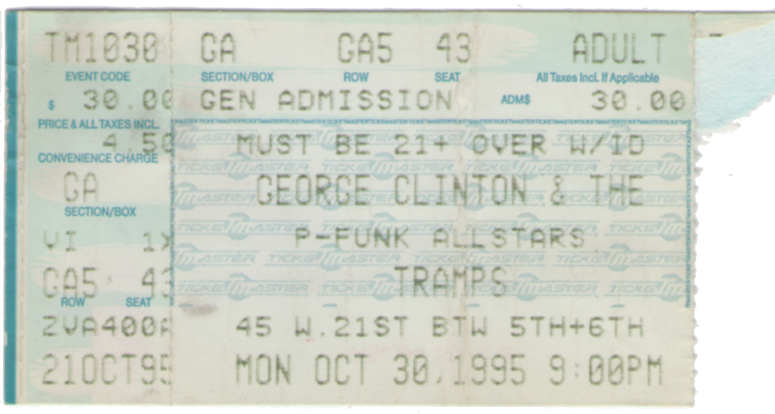 TM1030 GA GA5 43 ADULT
EVENT CODE SECTION/BOX ROW SEAT All Taxes Incl. If Applicable
$ 30.00 GEN ADMISSION ADM$ 30.00
PRICE & ALL TAXES INCL.
4.50 MUST BE 21+ OVER W/ID
CONVENIENCE CHARGE
GA GEORGE CLINTON & THE
SECTION/BOX
VI 1X P-FUNK ALLSTARS
GA5 43 TRAMPS
ROW SEAT
ZVA400 45 W.21ST BTW 5TH+6TH
21OCT95 MON OCT 30,1995 9:00PM